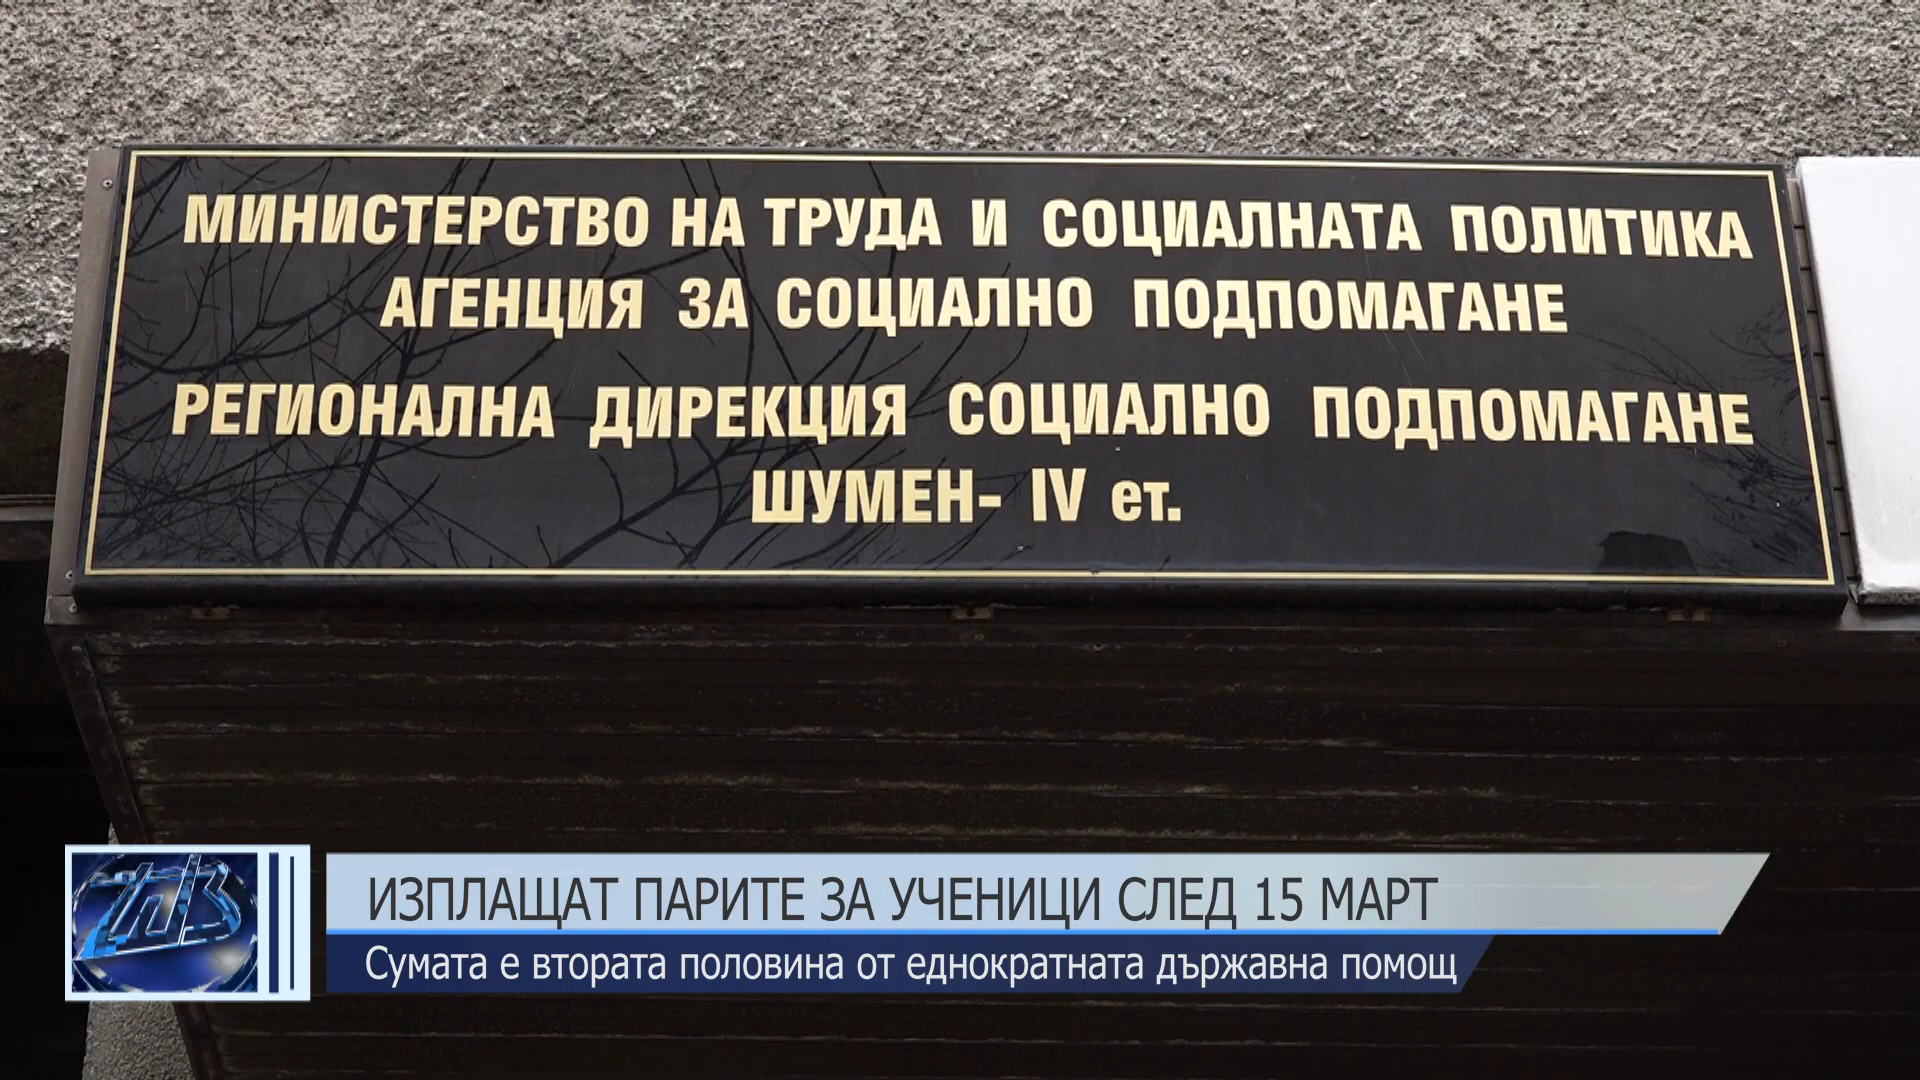 МИНИСТЕРСТВО НА ТРУДА И СОЦИАЛНАТА ПОЛИТИКА
АГЕНЦИЯ ЗА СОЦИАЛНО ПОДПОМАГАНЕ
РЕГИОНАЛНА ДИРЕКЦИЯ СОЦИАЛНО ПОДПОМАГАНЕ
ШУМЕН- IV ет.
ИЗПЛАЩАТ ПАРИТЕ ЗА УЧЕНИЦИ СЛЕД 15 МАРТ
Сумата е втората половина от еднократната държавна помощ